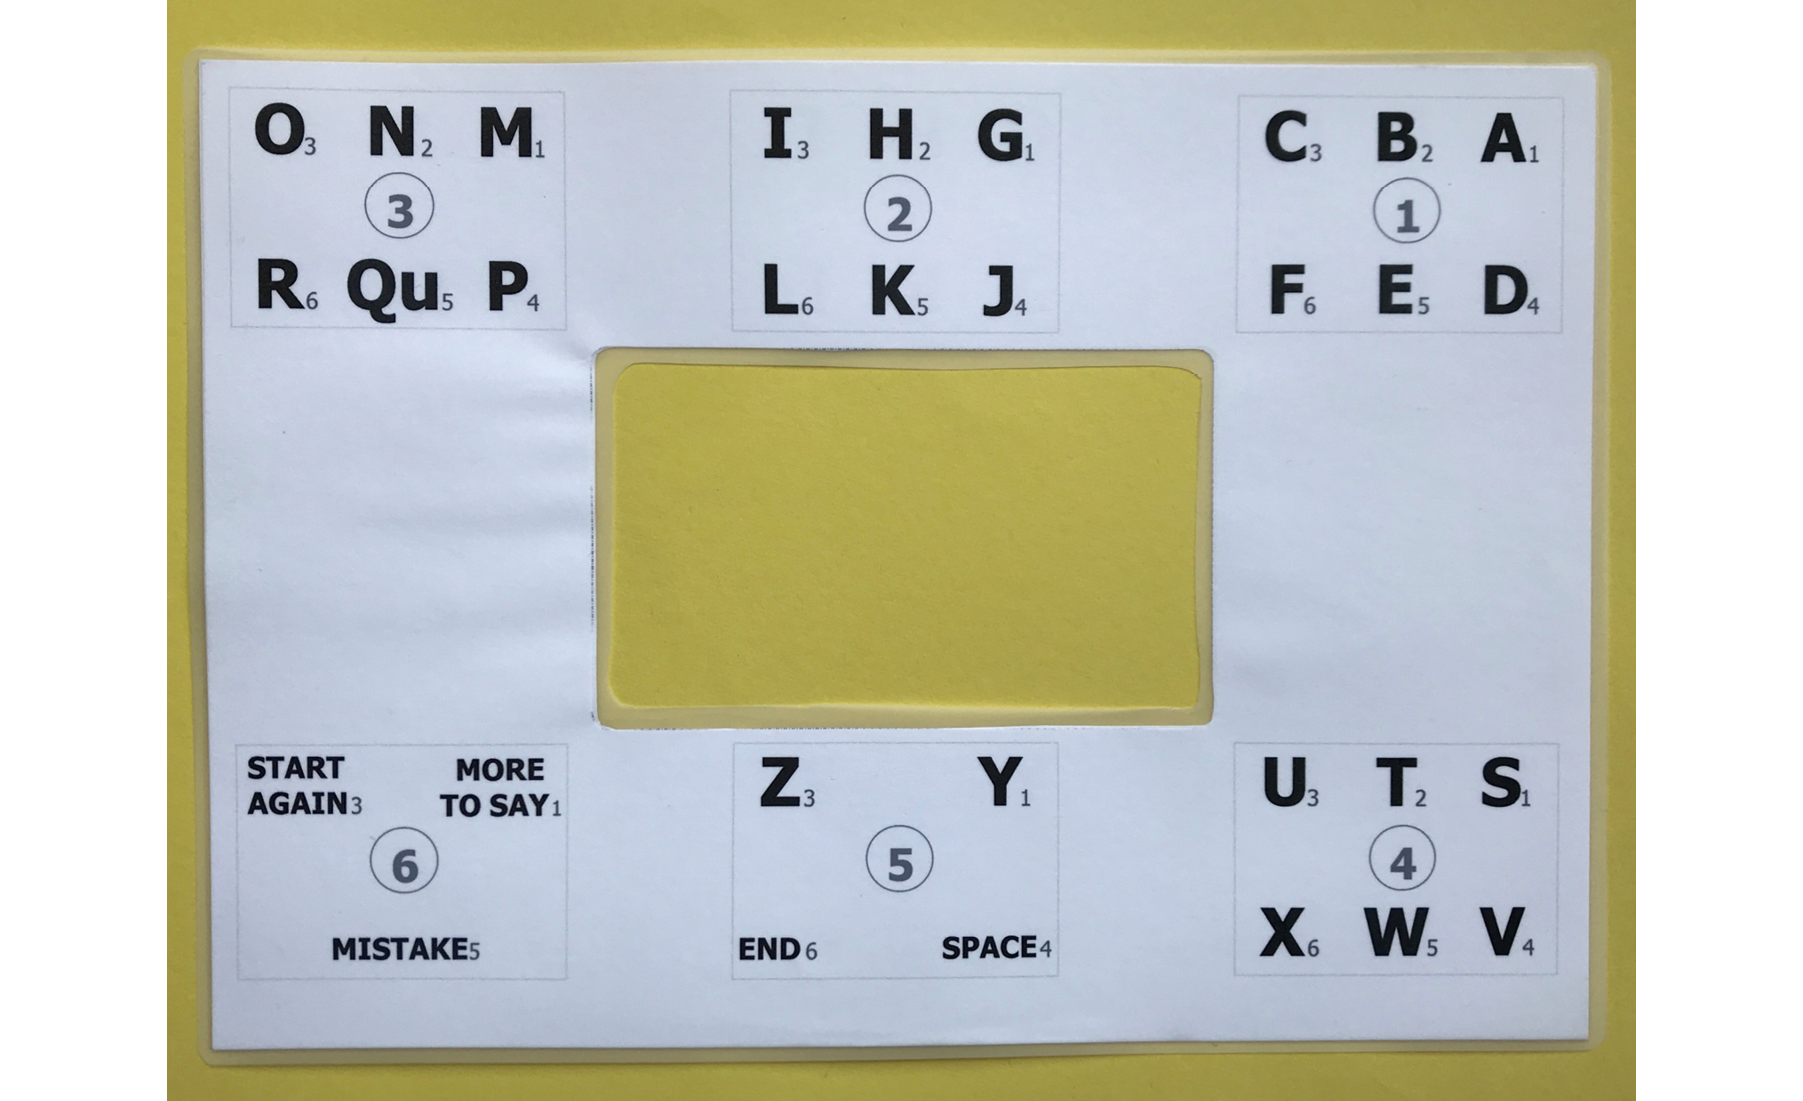 O3 N2 M1
3
R6 Qu5 P4
I3 H2 G1
2
L6 K5 J4
C3 B2 A1
1
F6 E5 D4
START
AGAIN3
MORE
TO SAY1
6
MISTAKE5
Z3 Y1
5
END6 SPACE4
U3 T2 S1
4
X6 W5 V4